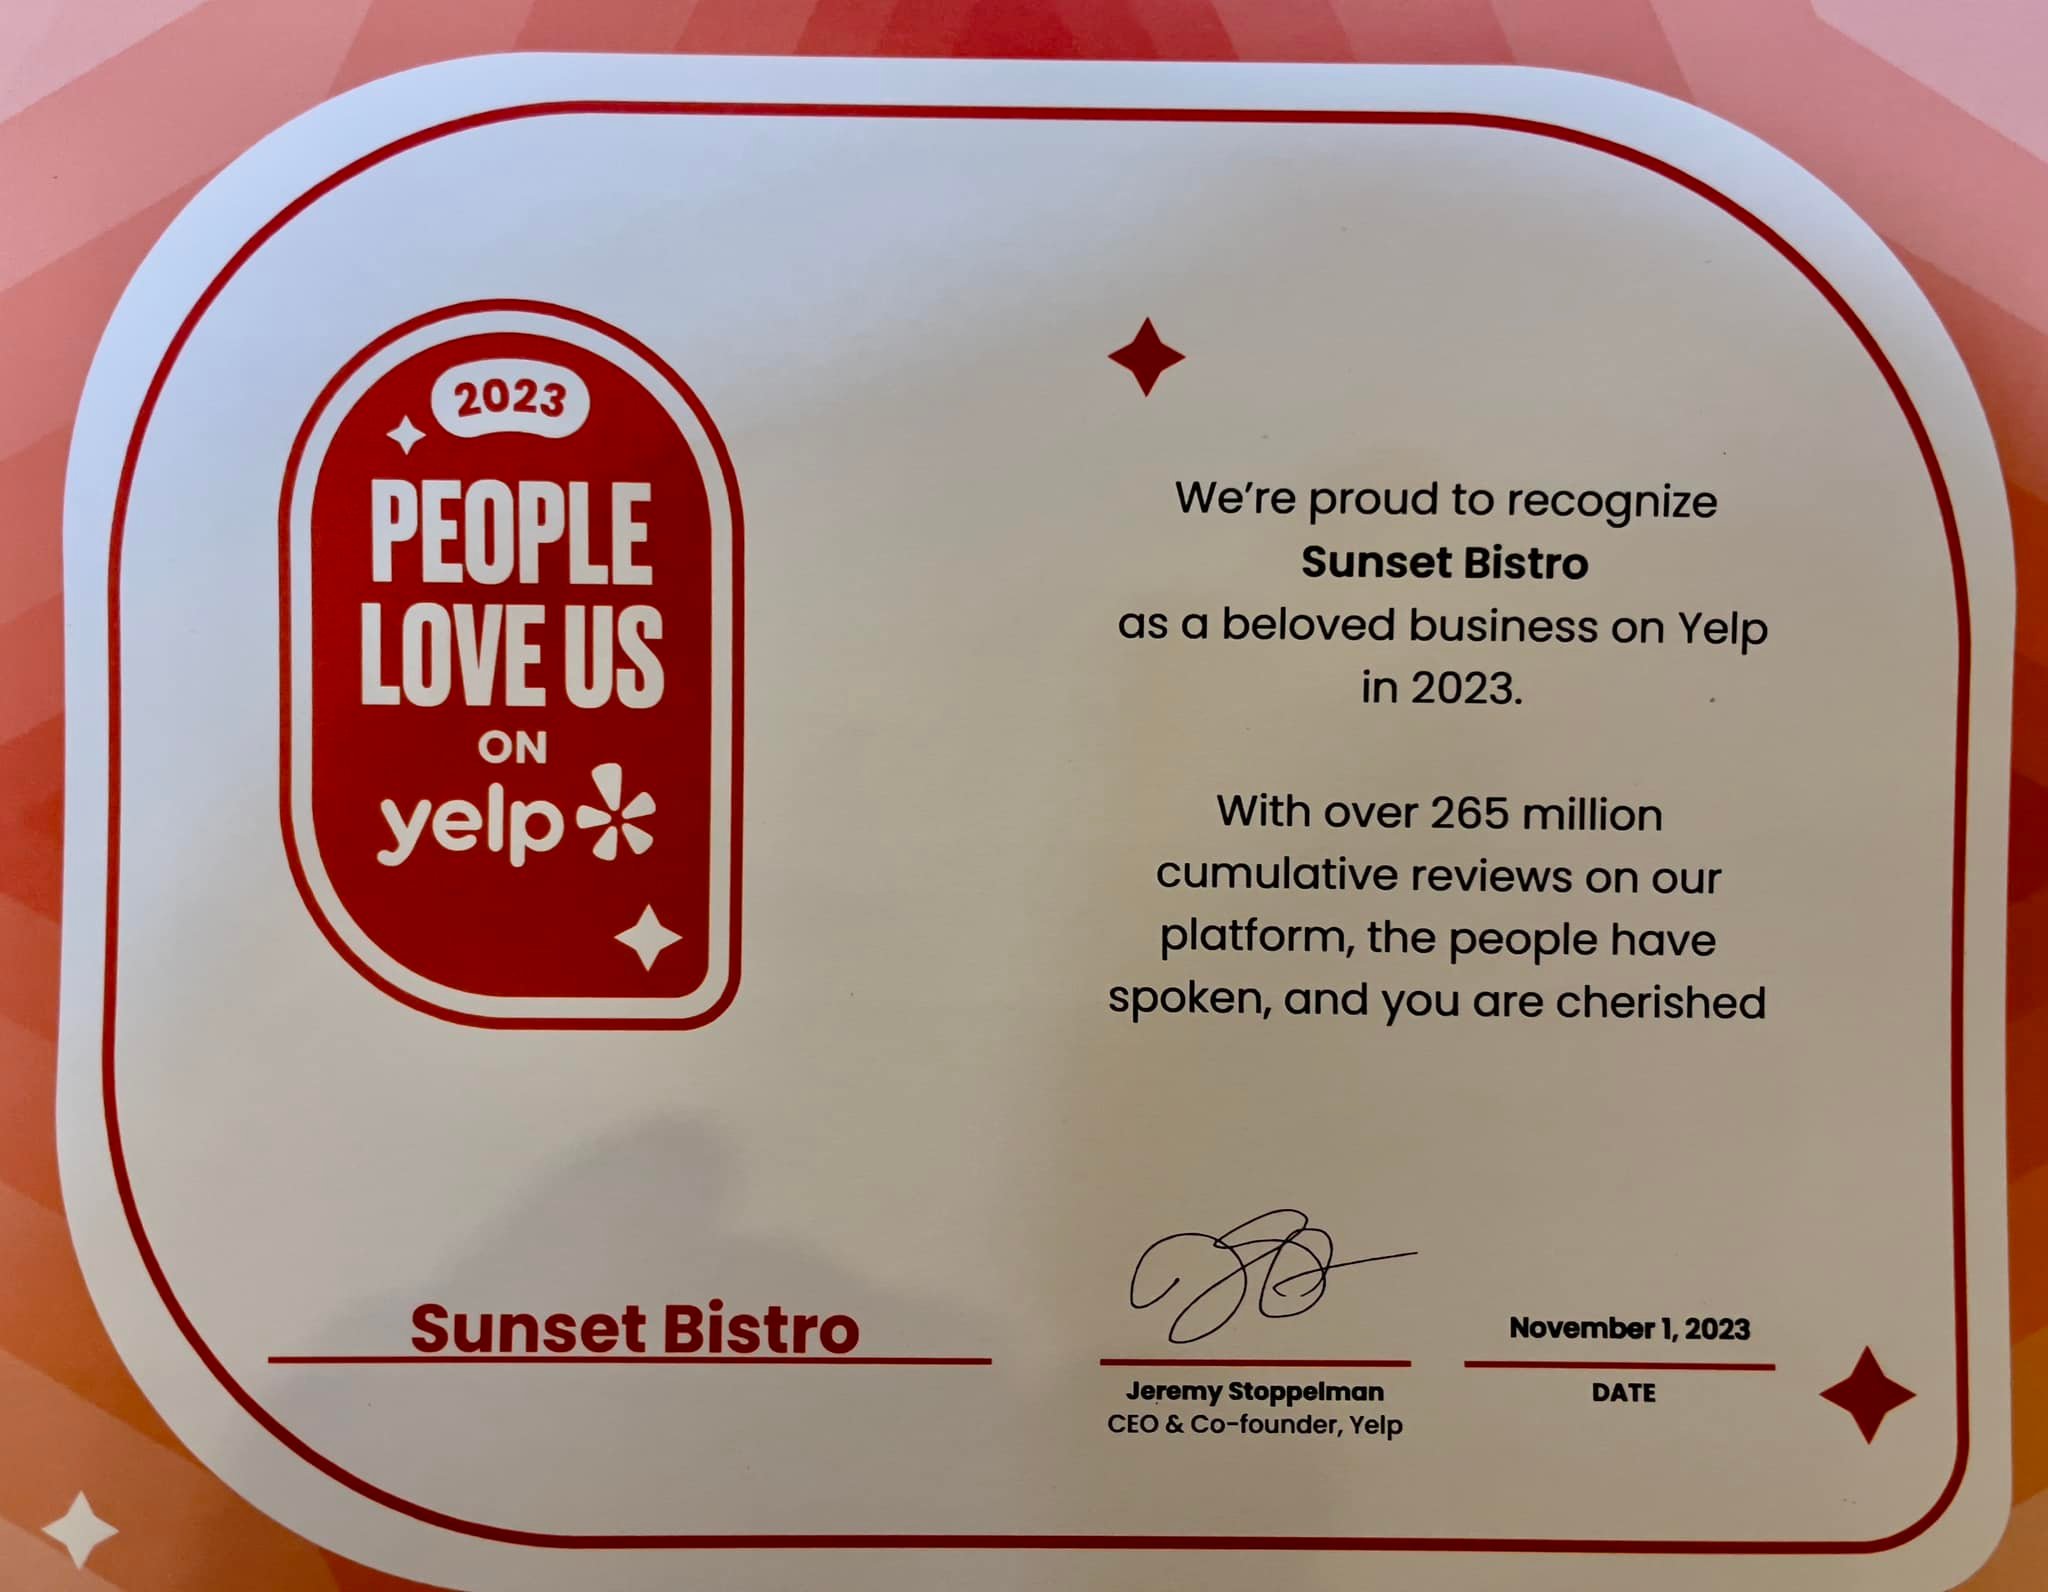 2023
PEOPLE
LOVE US
ON
yelp
We're proud to recognize
Sunset Bistro
as a beloved business on Yelp
in 2023.
With over 265 million
cumulative reviews on our
platform, the people have
spoken, and you are cherished
Sunset Bistro
November 1, 2023
Jeremy Stoppelman
CEO & Co-founder, Yelp
DATE